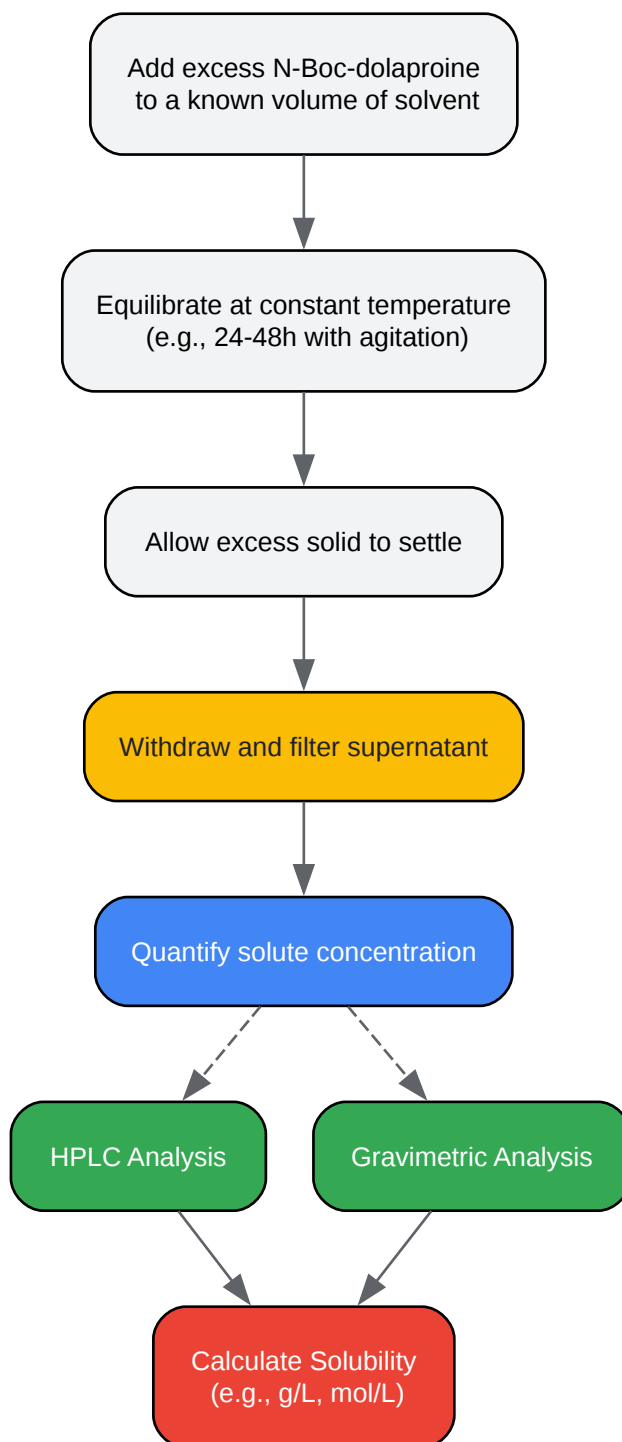 Add excess N-Boc-dolaproine
to a known volume of solvent
Equilibrate at constant temperature
(e.g., 24-48h with agitation)
Allow excess solid to settle
Withdraw and filter supernatant
Quantify solute concentration
HPLC Analysis
Gravimetric Analysis
Calculate Solubility
(e.g., g/L, mol/L)